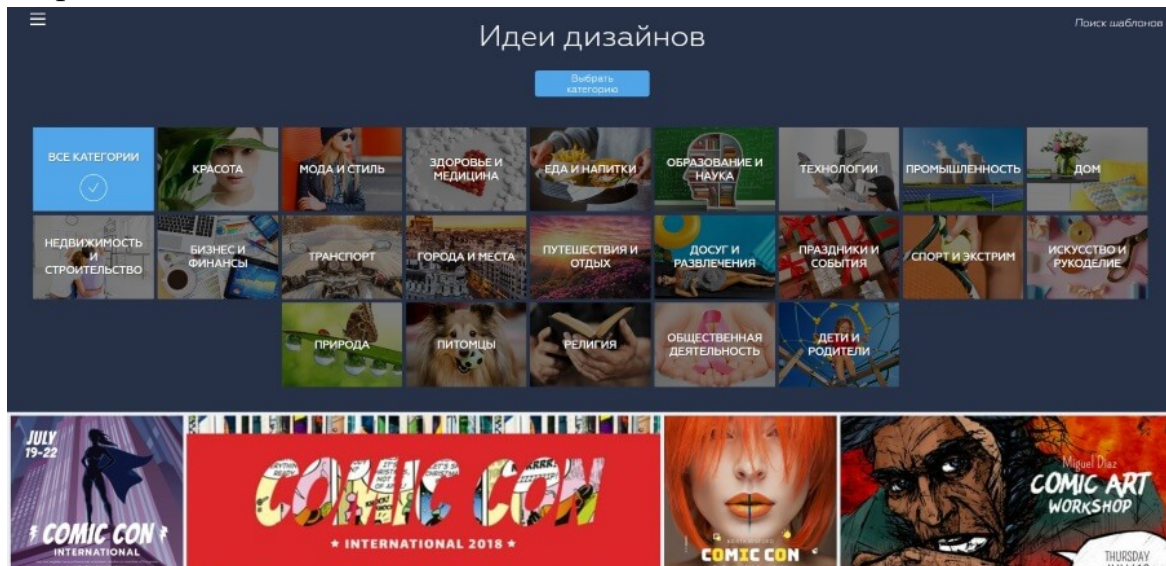 Идеи дизайнов
Поиск шаблонов
Выбрать
категорию
ВСЕ КАТЕГОРИИ
КРАСОТА
МОДА И СТИЛЬ
ЗДОРОВЬЕ И
МЕДИЦИНА
ЕДА И НАПИТКИ
ОБРАЗОВАНИЕ И
НАУКА
ТЕХНОЛОГИИ
ПРОМЫШЛЕННОСТЬ
ДОМ
НЕДВИЖИМОСТЬ
И
СТРОИТЕЛЬСТВО
БИЗНЕС И
ФИНАНСЫ
ТРАНСПОРТ
ГОРОДА И МЕСТА
ПУТЕШЕСТВИЯ И
ОТДЫХ
ДОСУГ И
РАЗВЛЕЧЕНИЯ
ПРАЗДНИКИ И
СОБЫТИЯ
СПОРТ И ЭКСТРИМ
ИСКУССТВО И
РУКОДЕЛИЕ
ПРИРОДА
ПИТОМЦЫ
РЕЛИГИЯ
ОБЩЕСТВЕННАЯ
ДЕЯТЕЛЬНОСТЬ
ДЕТИ И
РОДИТЕЛИ
JULY
19-22
COMIC CON
INTERNATIONAL
COMIC CON
INTERNATIONAL 2018
COMIC CON
Miguel Diaz
COMIC ART
WORKSHOP
THURSDAY